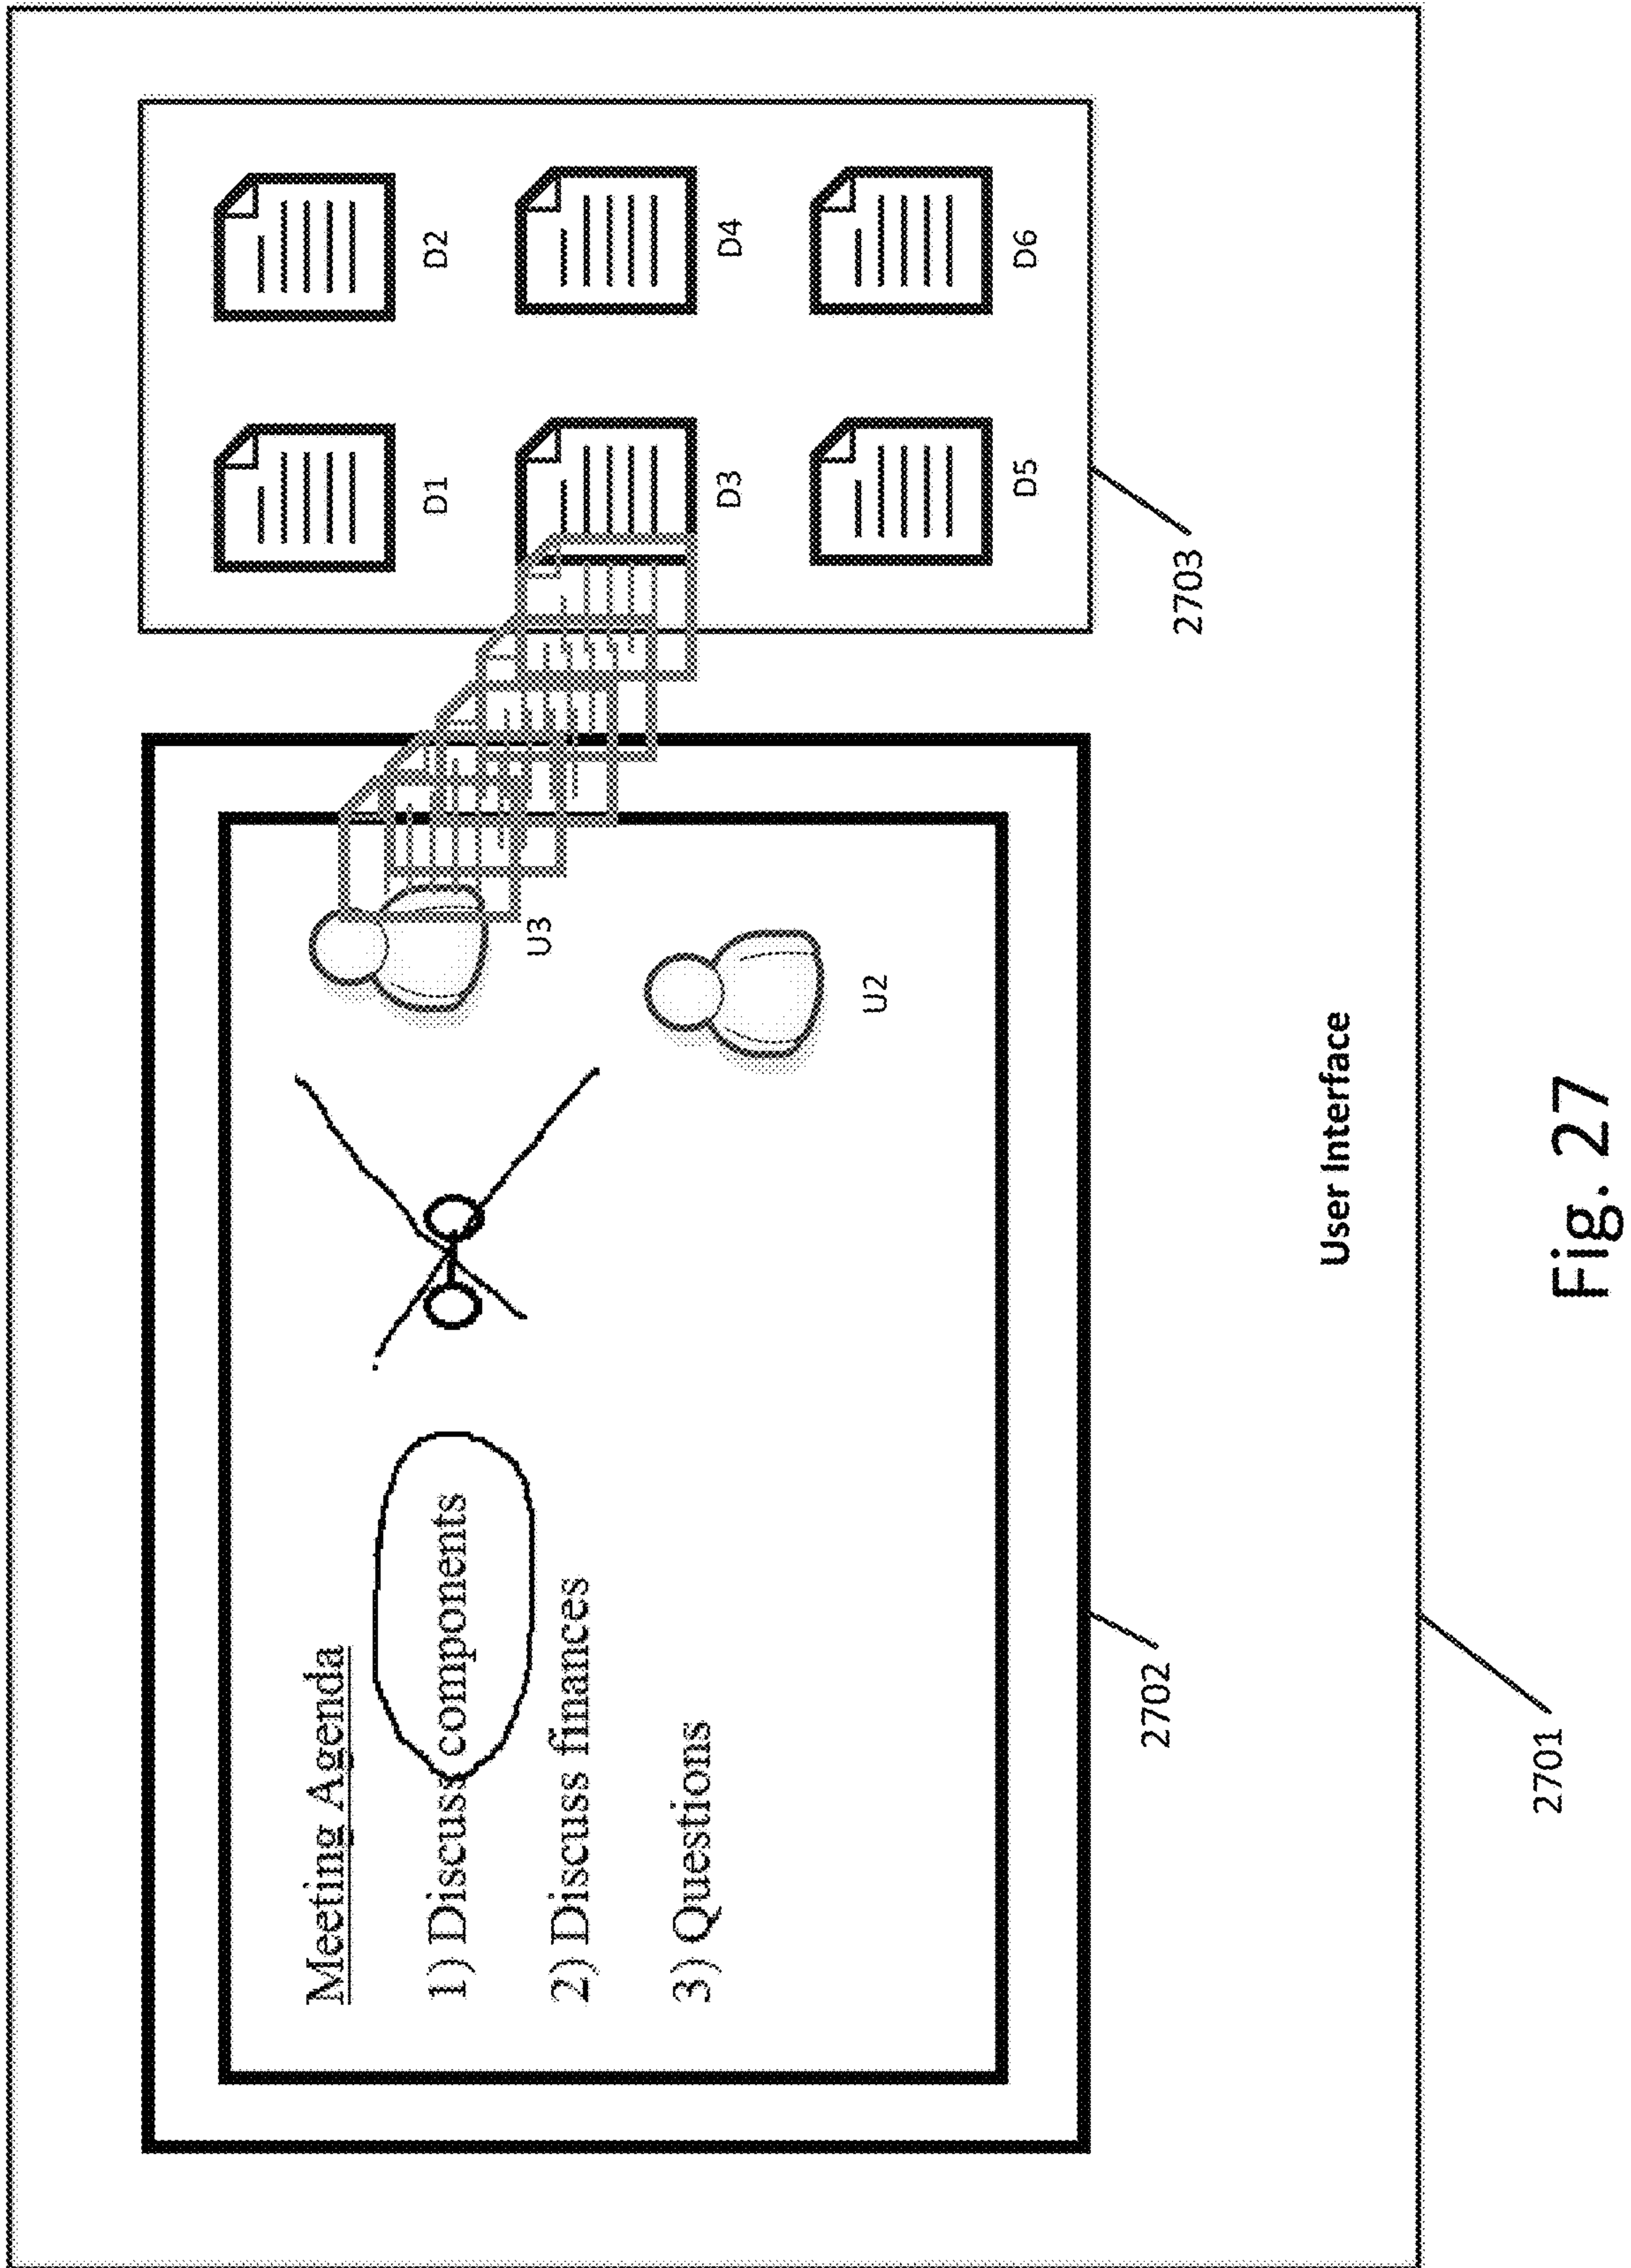 Meeting Agenda
1) Discuss components
2) Discuss finances
3) Questions
U3
U2
D1
D2
D3
D4
D5
D6
2703
2702
2701
User Interface
Fig. 27